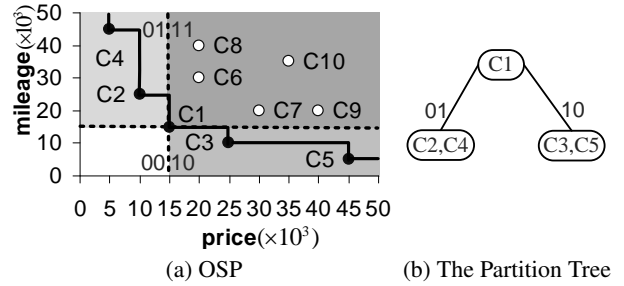 mileage(×10³)
50
40
30
20
10
0
0 5 10 15 20 25 30 35 40 45 50
price(×10³)
01 11
00 10
C4
C8
C10
C6
C2
C1
C7
C9
C3
C5
(a) OSP
C1
01
10
C2,C4
C3,C5
(b) The Partition Tree